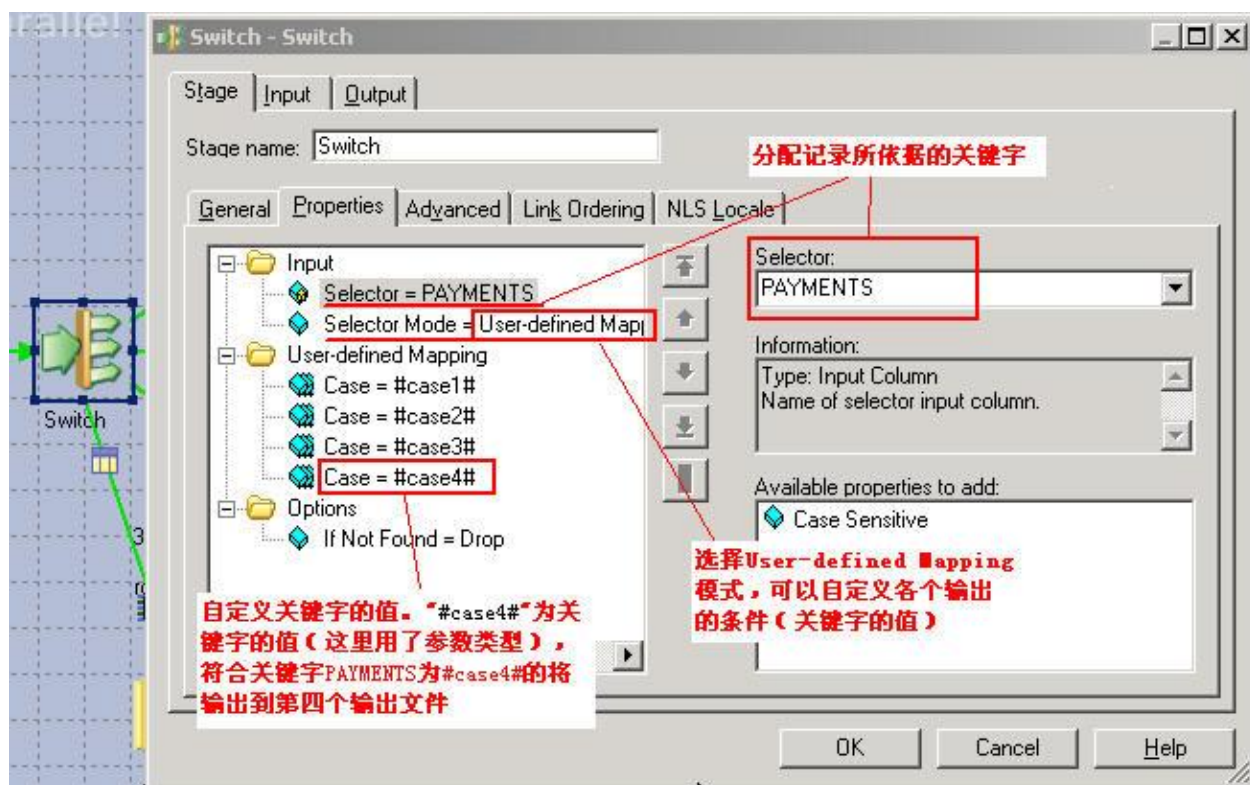 Switch - Switch
Stage
Input
Output
Stage name:
Switch
分配记录所依据的关键字
General
Properties
Advanced
Link Ordering
NLS Locale
Input
Selector = PAYMENTS
Selector Mode = User-defined Mapp
User-defined Mapping
Case = #case1#
Case = #case2#
Case = #case3#
Case = #case4#
Options
If Not Found = Drop
Selector:
PAYMENTS
Information:
Type: Input Column
Name of selector input column.
Available properties to add:
Case Sensitive
选择User-defined Mapping
模式，可以自定义各个输出
的条件（关键字的值）
自定义关键字的值。"#case4#"为关
键字的值（这里用了参数类型），
符合关键字PAYMENTS为#case4#的将
输出到第四个输出文件
Switch
OK
Cancel
Help